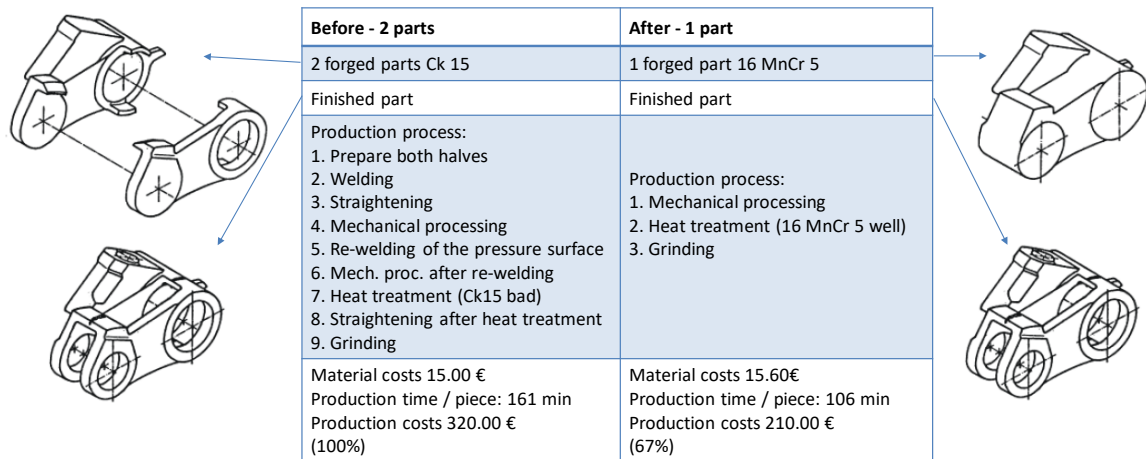 Before - 2 parts
After - 1 part
2 forged parts Ck 15
1 forged part 16 MnCr 5
Finished part
Finished part
Production process:
1. Prepare both halves
2. Welding
3. Straightening
4. Mechanical processing
5. Re-welding of the pressure surface
6. Mech. proc. after re-welding
7. Heat treatment (Ck15 bad)
8. Straightening after heat treatment
9. Grinding
Production process:
1. Mechanical processing
2. Heat treatment (16 MnCr 5 well)
3. Grinding
Material costs 15.00 €
Production time / piece: 161 min
Production costs 320.00 €
(100%)
Material costs 15.60€
Production time / piece: 106 min
Production costs 210.00 €
(67%)